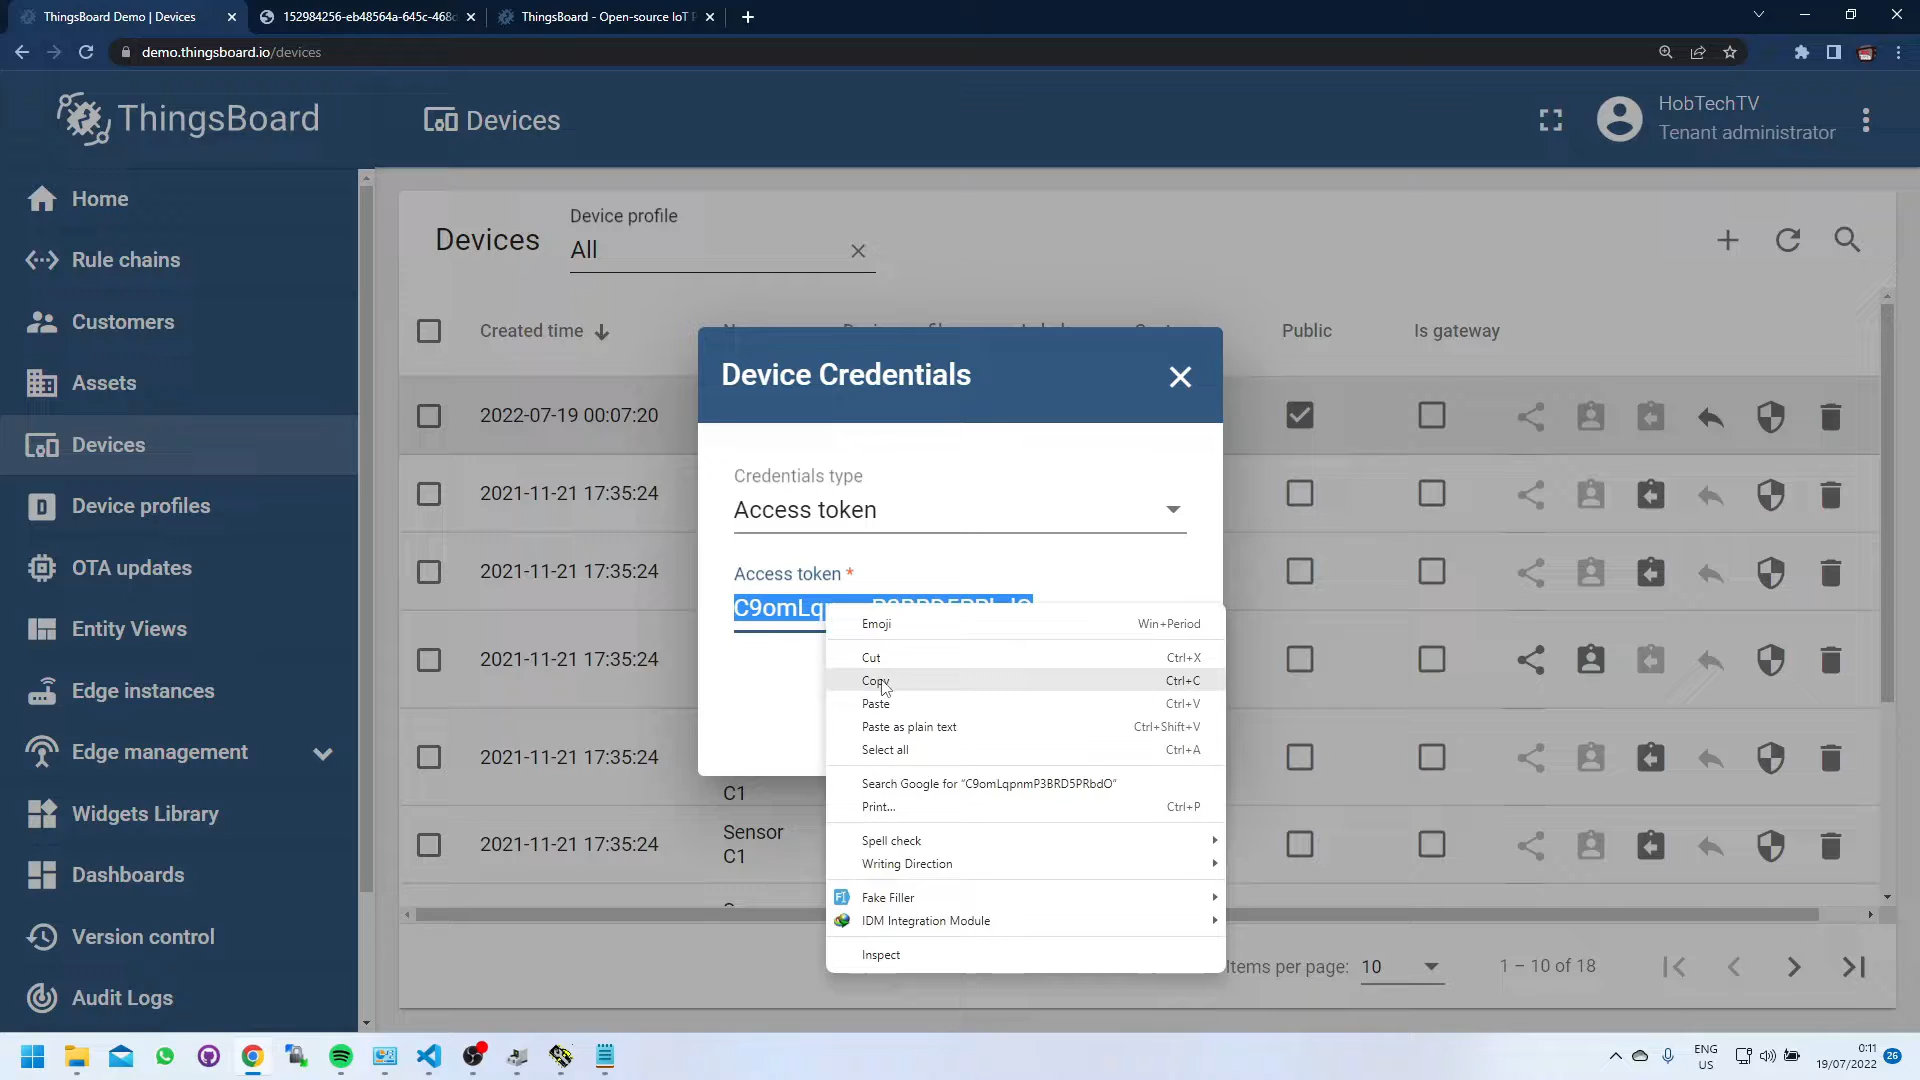 ThingsBoard Demo | Devices
152984256-eb48564a-645c-468d
ThingsBoard - Open-source IoT P
demo.thingsboard.io/devices
ThingsBoard
Devices
HobTechTV
Tenant administrator
Home
Rule chains
Customers
Assets
Devices
Device profiles
OTA updates
Entity Views
Edge instances
Edge management
Widgets Library
Dashboards
Version control
Audit Logs
Devices
Device profile
All
Created time
Public
Is gateway
2022-07-19 00:07:20
2021-11-21 17:35:24
2021-11-21 17:35:24
2021-11-21 17:35:24
2021-11-21 17:35:24
C1
2021-11-21 17:35:24
Sensor
C1
Items per page: 10
1 – 10 of 18
Device Credentials
Credentials type
Access token
Access token *
Emoji Win+Period
Cut Ctrl+X
Copy Ctrl+C
Paste Ctrl+V
Paste as plain text Ctrl+Shift+V
Select all Ctrl+A
Search Google for “C9omLqpnmP3BRD5PRbdO”
Print... Ctrl+P
Spell check
Writing Direction
Fake Filler
IDM Integration Module
Inspect
ENG
US
0:11
19/07/2022
26